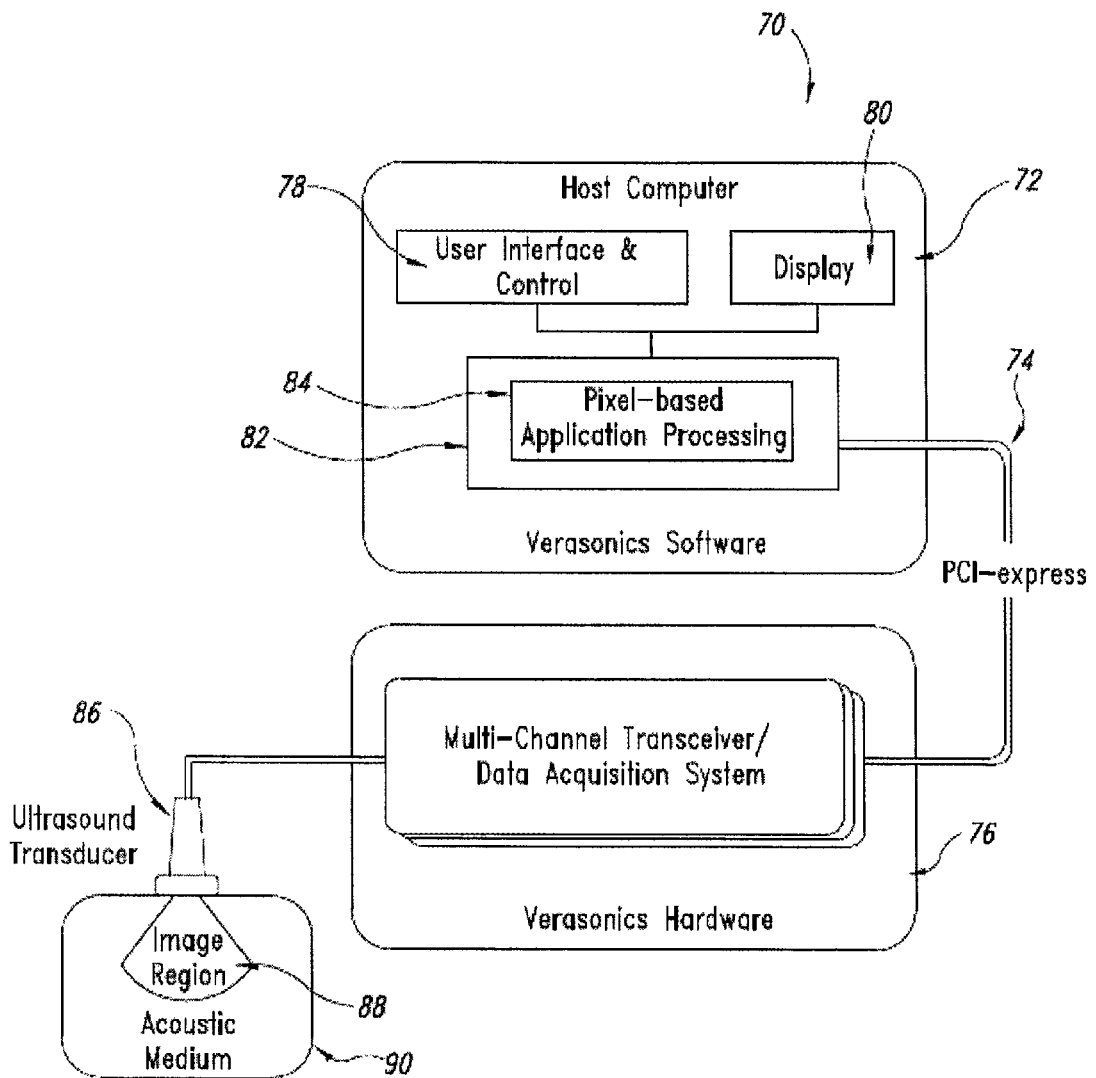 70
80
Host Computer
78
72
User Interface &
Control
Display
74
84
Pixel-based
Application Processing
82
Verasonics Software
PCI-express
86
Multi-Channel Transceiver/
Data Acquisition System
Ultrasound
Transducer
76
Verasonics Hardware
Image
Region
88
Acoustic
Medium
90